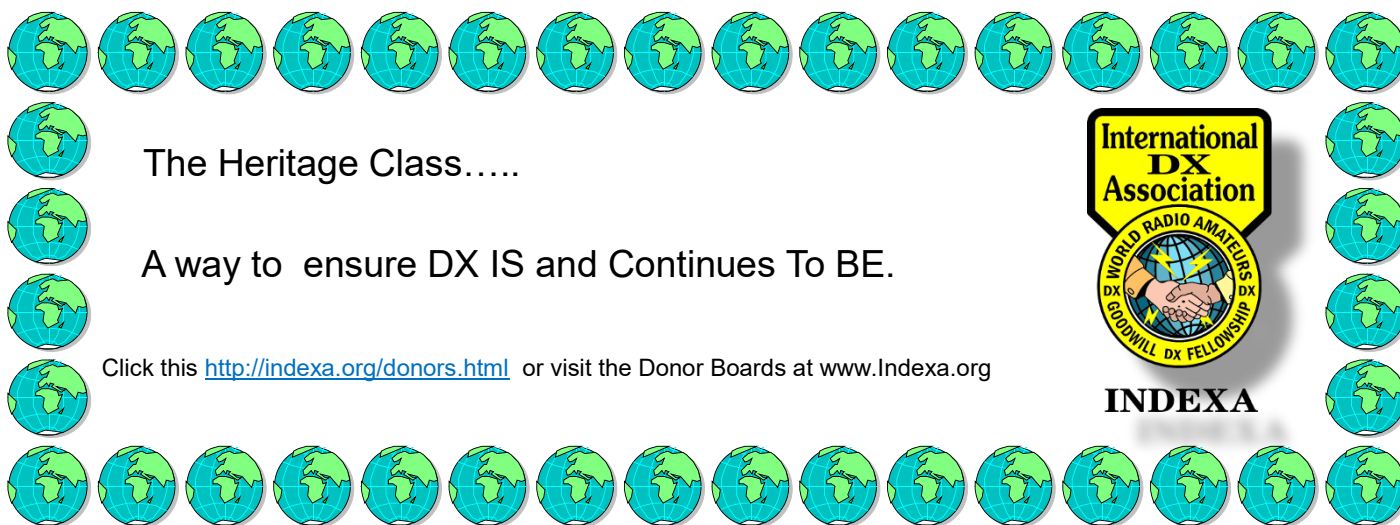 The Heritage Class…..
A way to  ensure DX IS and Continues To BE.
Click this http://indexa.org/donors.html  or visit the Donor Boards at www.Indexa.org
International
DX
Association
WORLD RADIO AMATEURS
DX DX
GOODWILL DX FELLOWSHIP
INDEXA